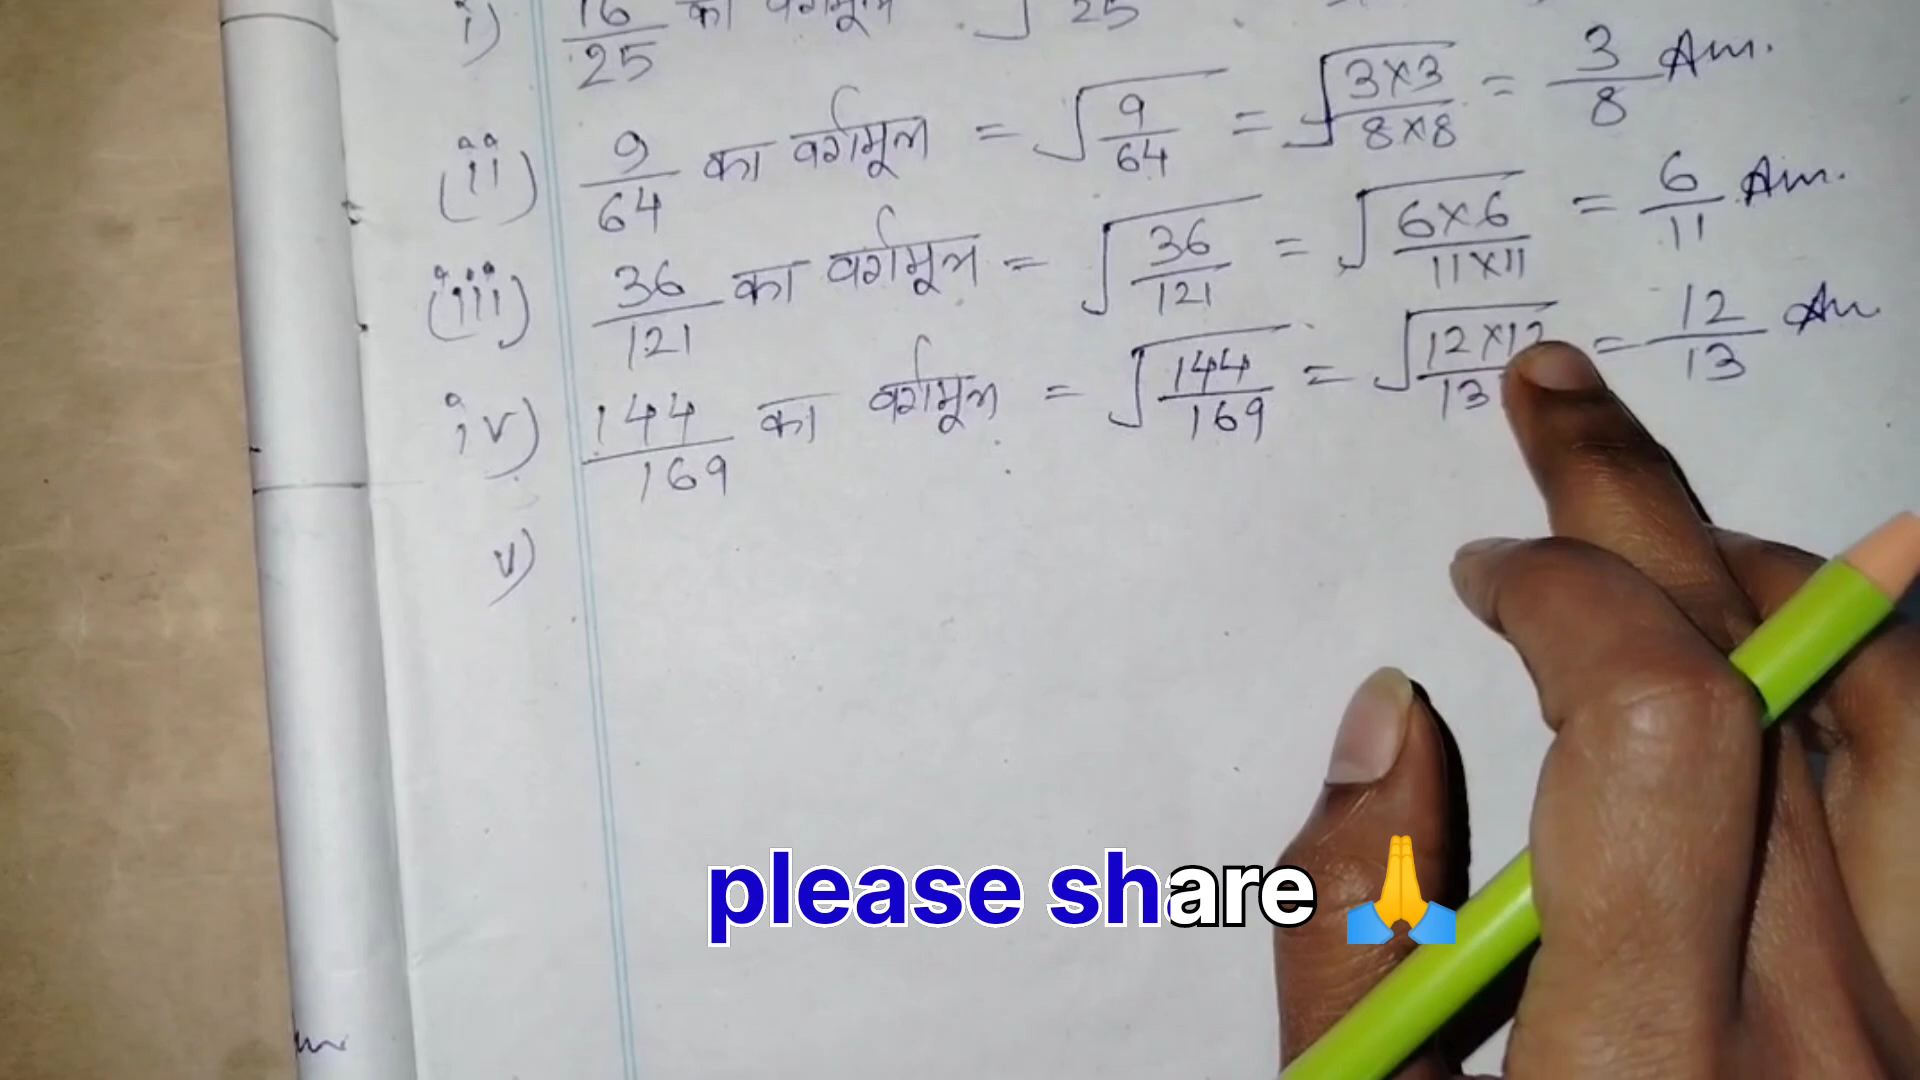 i) 16/25 का वर्गमूल √ 25
(ii) 9/64 का वर्गमूल = √9/64 = √3×3/8×8 = 3/8 Ans.
(iii) 36/121 का वर्गमूल = √36/121 = √6×6/11×11 = 6/11 Ans.
iv) 144/169 का वर्गमूल = √144/169 = √12×12/13 = 12/13 An
v)
please share 🙏